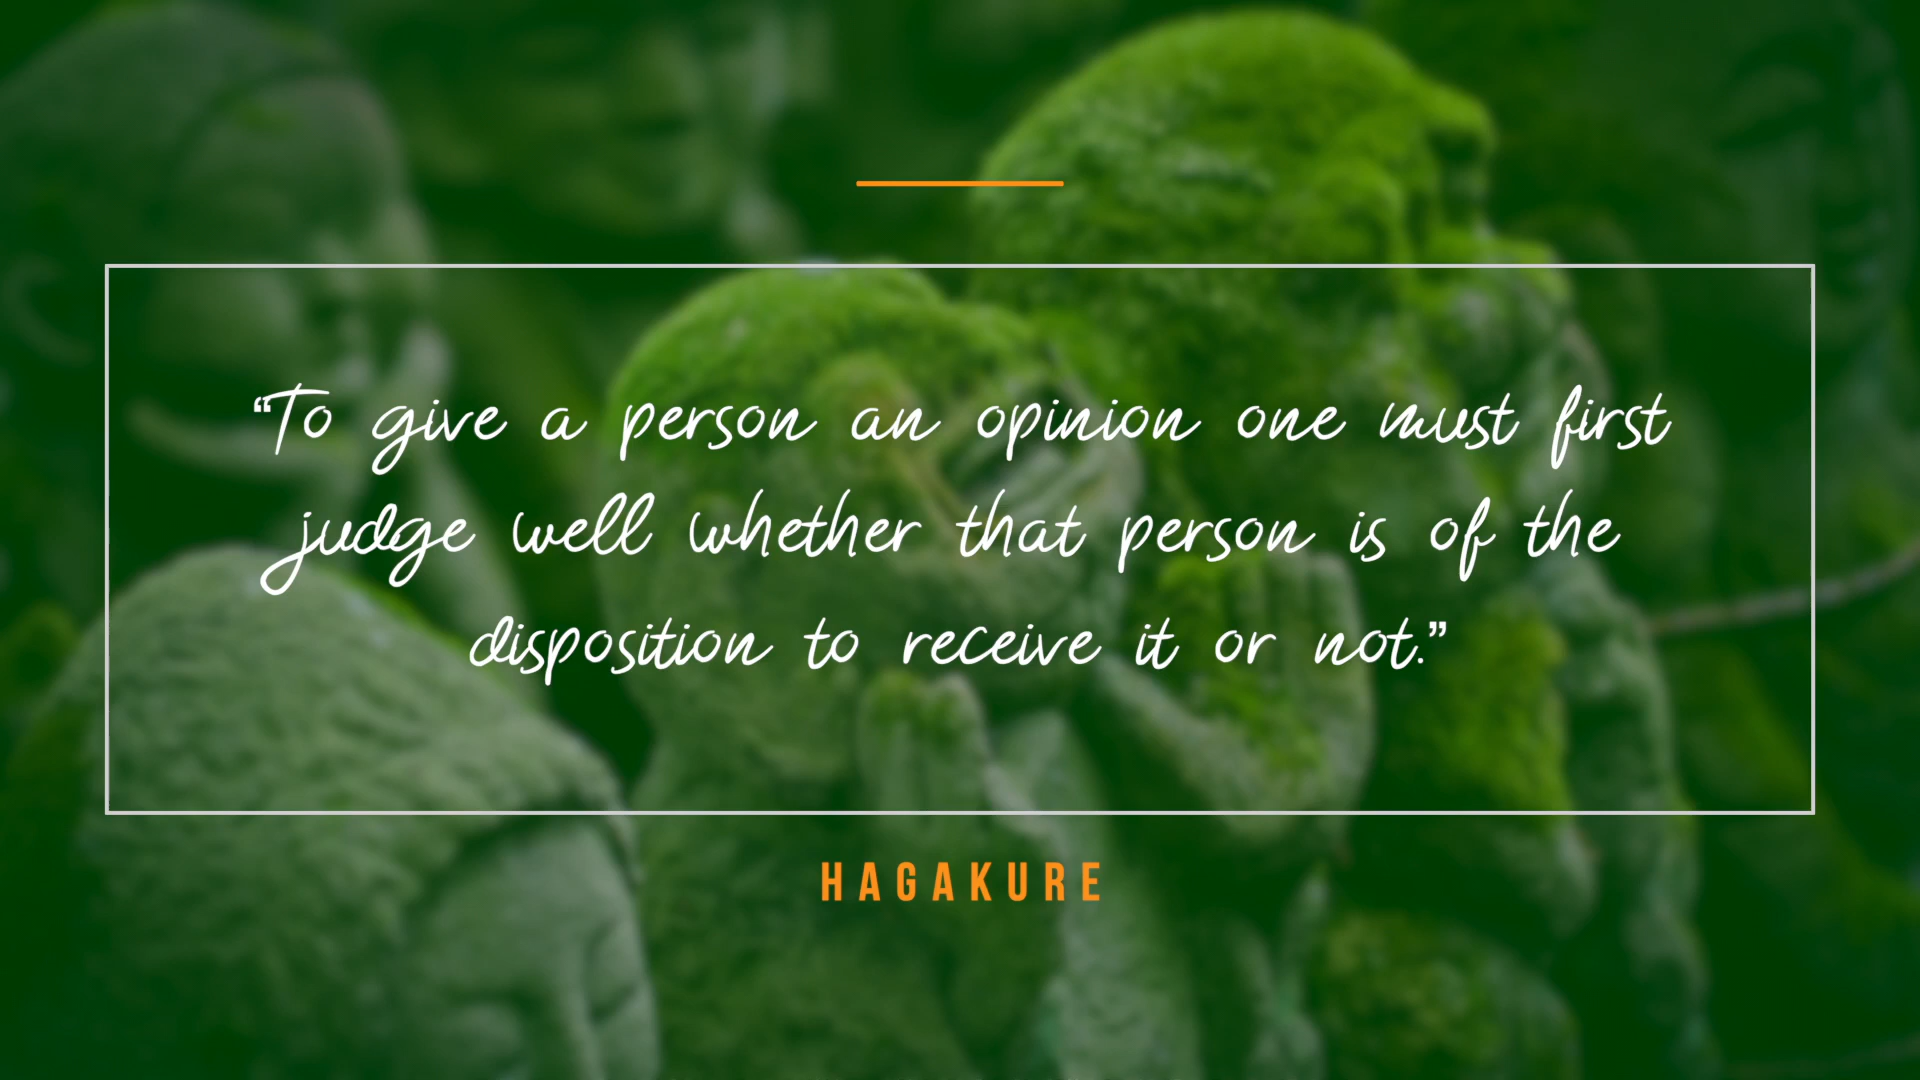 “To give a person an opinion one must first
judge well whether that person is of the
disposition to receive it or not.”
HAGAKURE